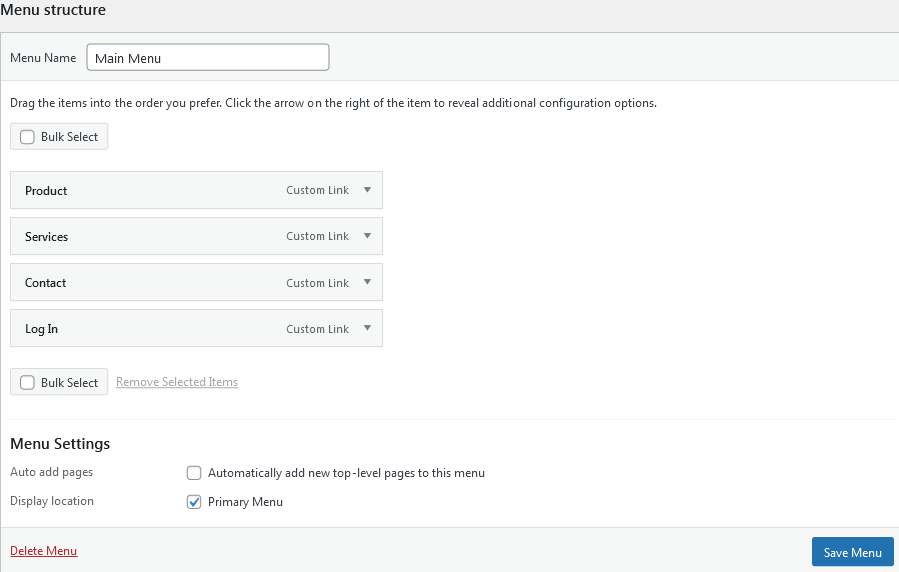 Menu structure
Menu Name Main Menu
Drag the items into the order you prefer. Click the arrow on the right of the item to reveal additional configuration options.
Bulk Select
Product Custom Link
Services Custom Link
Contact Custom Link
Log In Custom Link
Bulk Select Remove Selected Items
Menu Settings
Auto add pages Automatically add new top-level pages to this menu
Display location Primary Menu
Delete Menu Save Menu